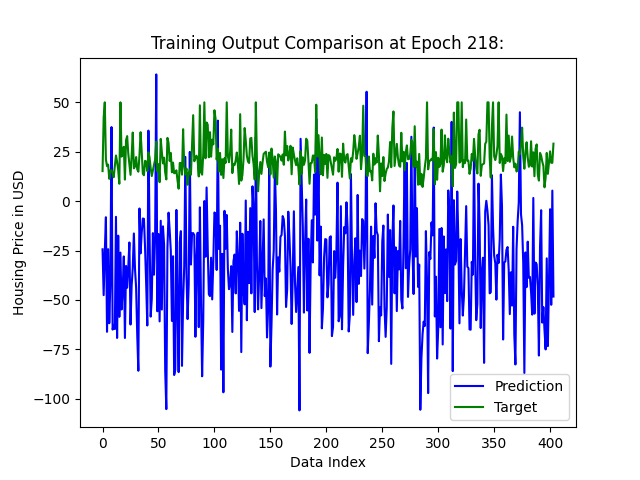 Training Output Comparison at Epoch 218:
Housing Price in USD
50
25
0
−25
−50
−75
−100
0 50 100 150 200 250 300 350 400
Data Index
Prediction
Target